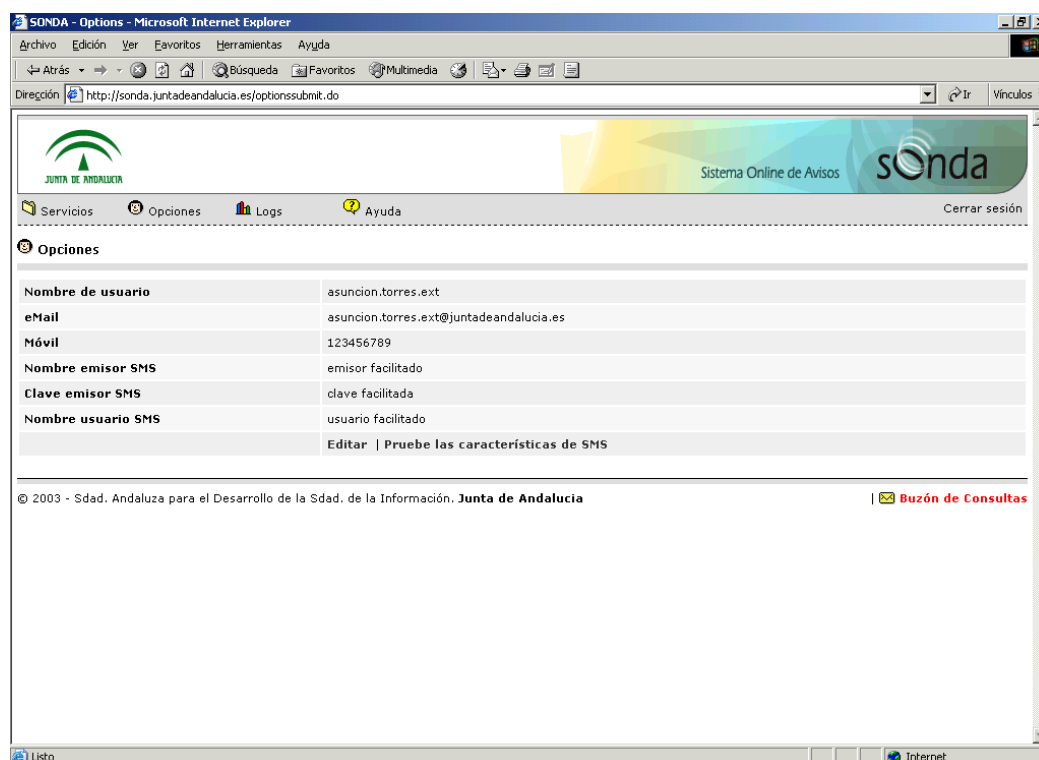 SONDA - Options - Microsoft Internet Explorer
Archivo Edición Ver Favoritos Herramientas Ayuda
Atrás Búsqueda Favoritos Multimedia
Dirección http://sonda.juntadeandalucia.es/optionssubmit.do Ir Vínculos
JUNTA DE ANDALUCIA
Sistema Online de Avisos sonda
Servicios Opciones Logs Ayuda Cerrar sesión
Opciones
Nombre de usuario asuncion.torres.ext
eMail asuncion.torres.ext@juntadeandalucia.es
Móvil 123456789
Nombre emisor SMS emisor facilitado
Clave emisor SMS clave facilitada
Nombre usuario SMS usuario facilitado
Editar | Pruebe las características de SMS
© 2003 - Sdad. Andaluza para el Desarrollo de la Sdad. de la Información. Junta de Andalucia | Buzón de Consultas
Listo Internet